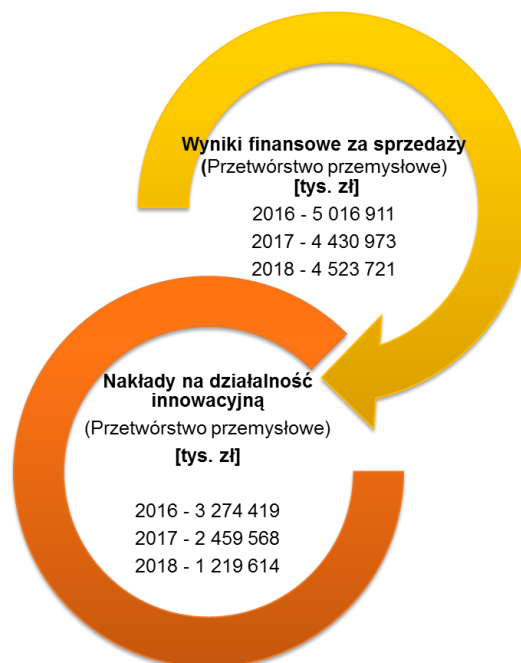 Wyniki finansowe za sprzedaży
(Przetwórstwo przemysłowe)
[tys. zł]
2016 - 5 016 911
2017 - 4 430 973
2018 - 4 523 721
Nakłady na działalność
innowacyjną
(Przetwórstwo przemysłowe)
[tys. zł]
2016 - 3 274 419
2017 - 2 459 568
2018 - 1 219 614